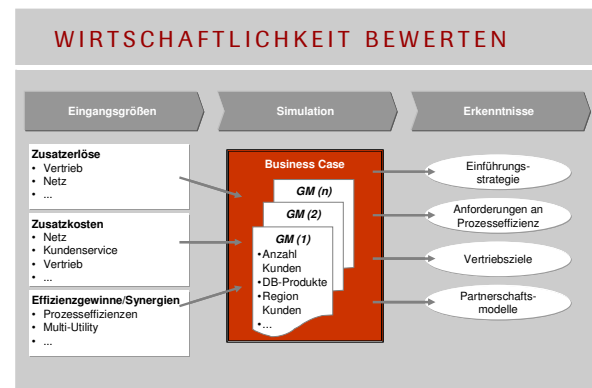 WIRTSCHAFTLICHKEIT BEWERTEN
Eingangsgrößen
Simulation
Erkenntnisse
Zusatzerlöse
• Vertrieb
• Netz
• ...
Zusatzkosten
• Netz
• Kundenservice
• Vertrieb
• ...
Effizienzgewinne/Synergien
• Prozesseffizienzen
• Multi-Utility
• ...
Business Case
GM (n)
GM (2)
GM (1)
•Anzahl
Kunden
•DB-Produkte
•Region
Kunden
•...
Einführungs-
strategie
Anforderungen an
Prozesseffizienz
Vertriebsziele
Partnerschafts-
modelle